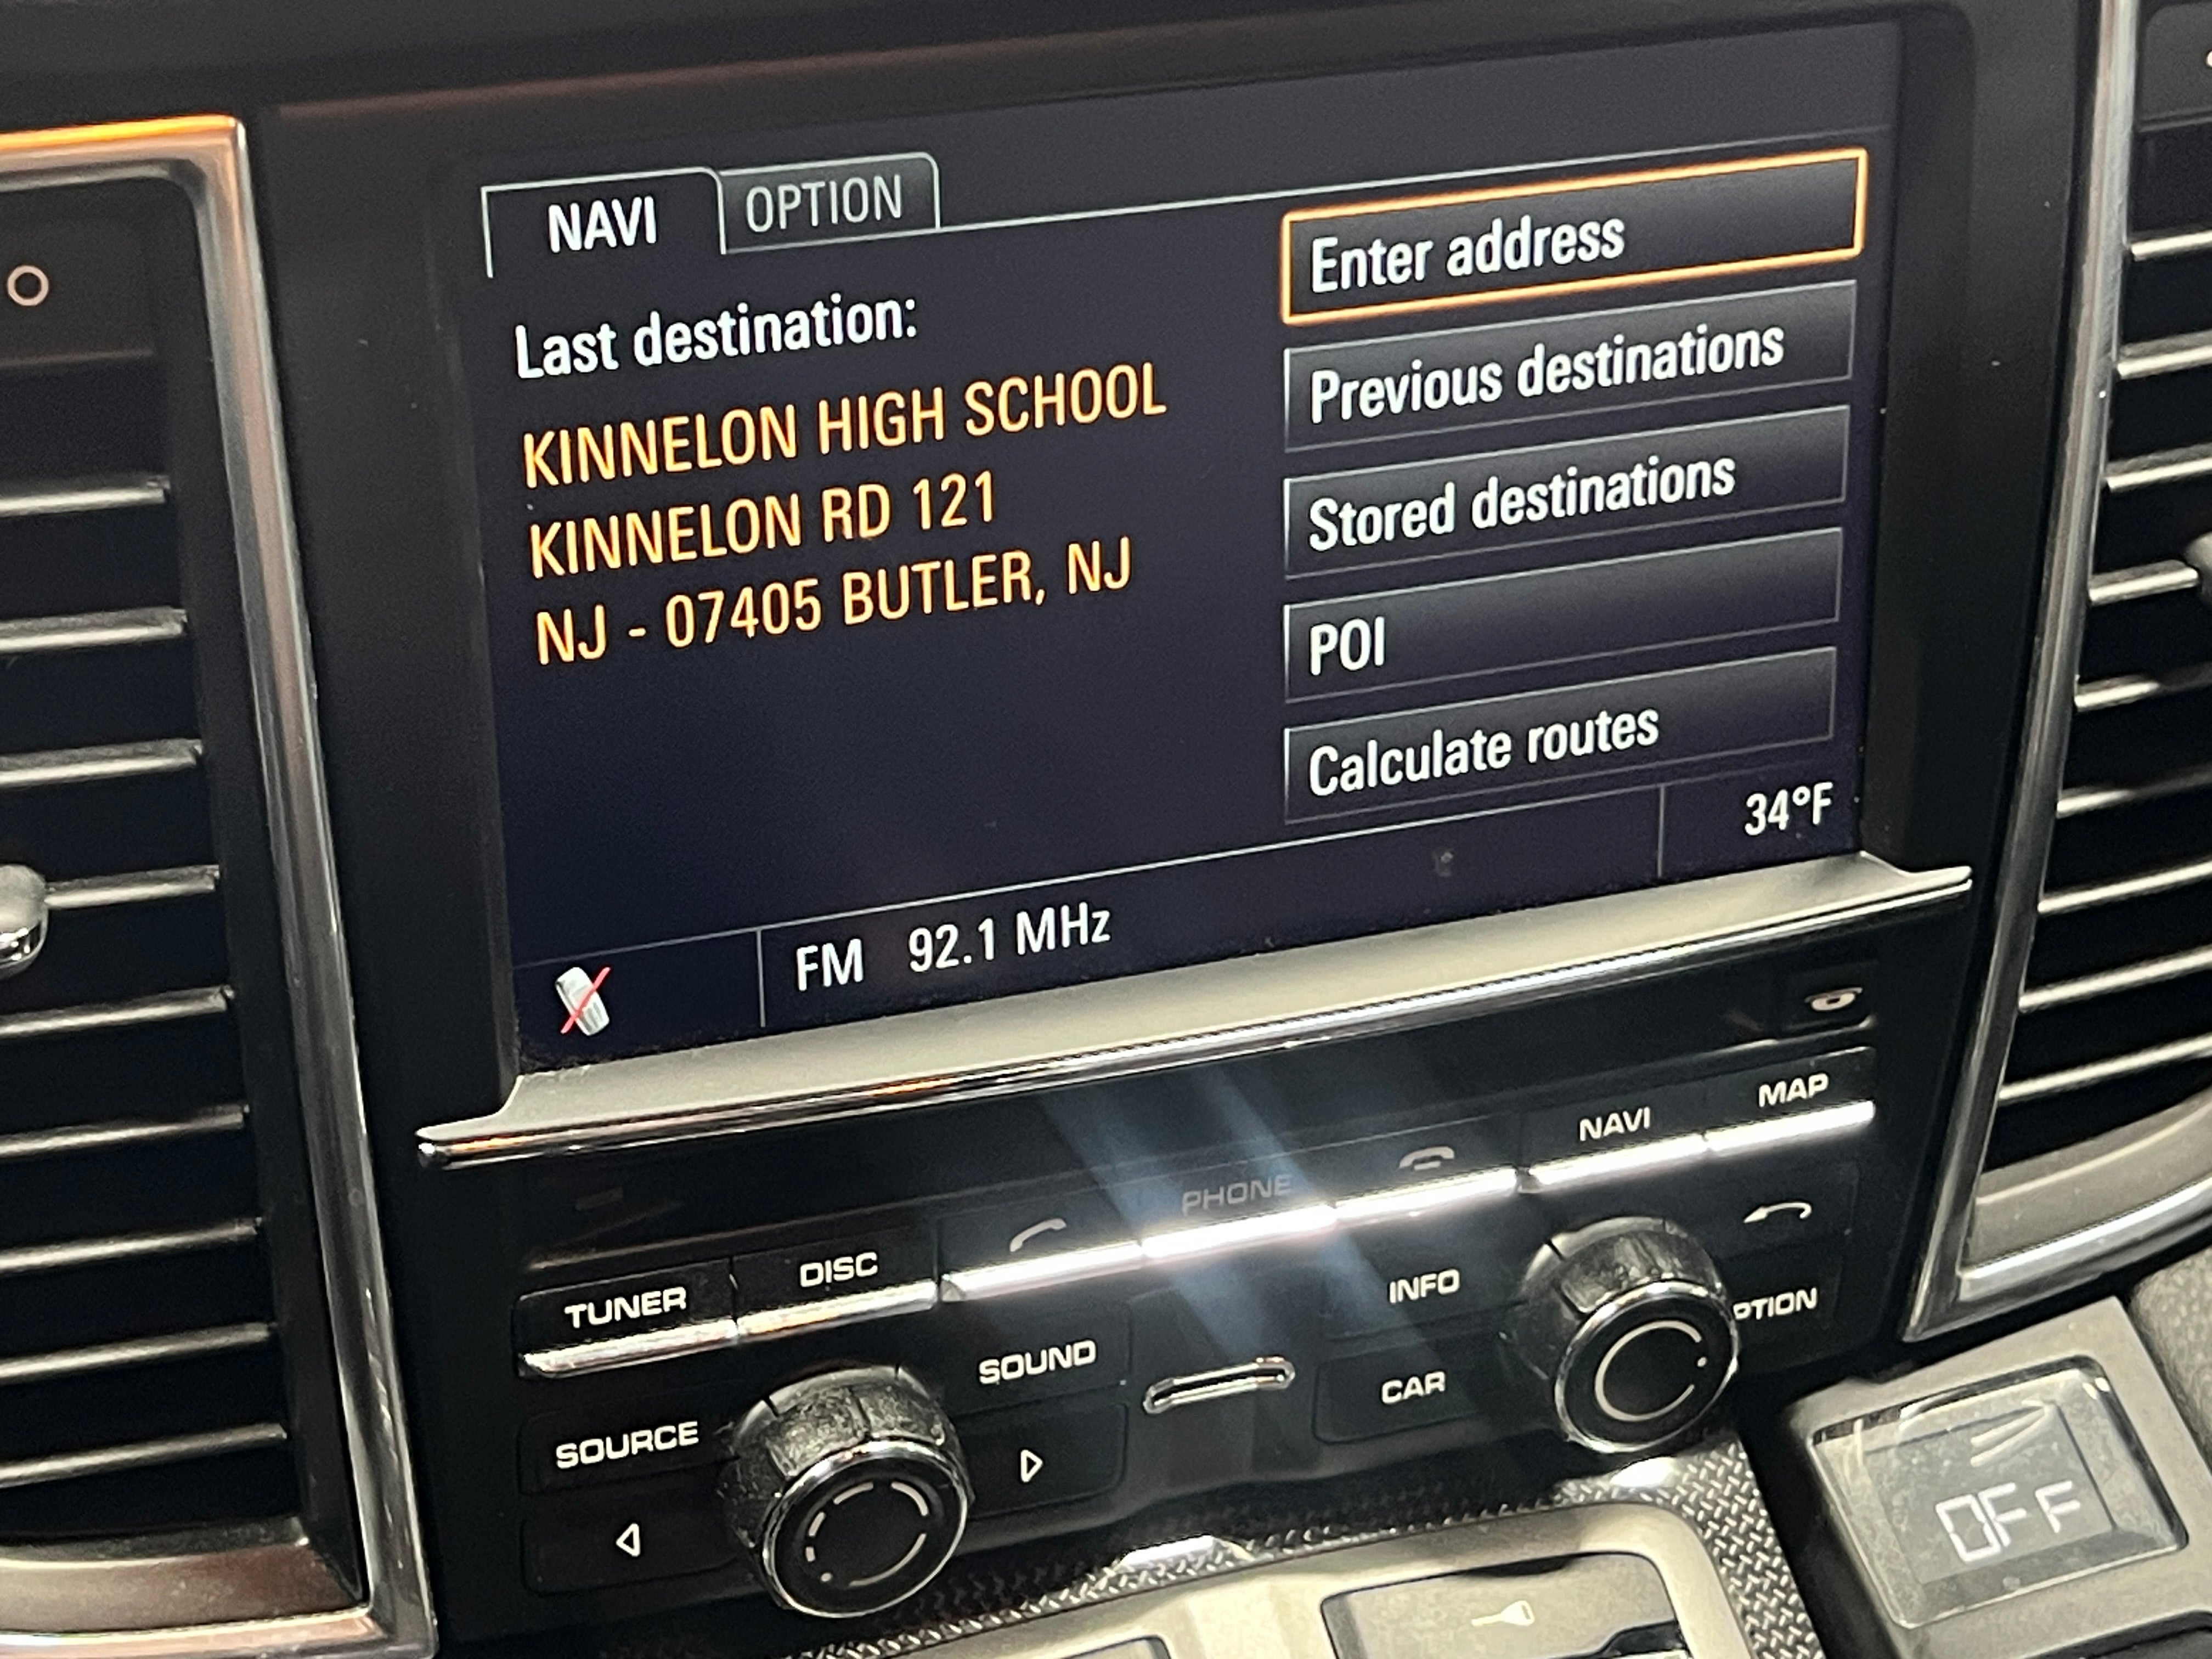 NAVI OPTION
Last destination:
KINNELON HIGH SCHOOL
KINNELON RD 121
NJ - 07405 BUTLER, NJ
Enter address
Previous destinations
Stored destinations
POI
Calculate routes
FM 92.1 MHz
34°F
TUNER
DISC
PHONE
NAVI
MAP
SOURCE
SOUND
INFO
CAR
PTION
OFF